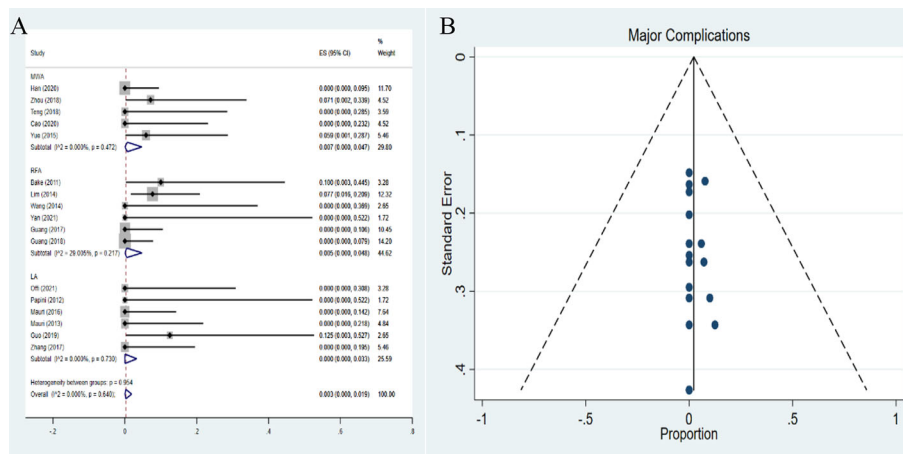 A
%
Study ES (95% CI) Weight
MWA
Han (2020) 0.000 (0.000, 0.095) 11.70
Zhou (2018) 0.071 (0.002, 0.339) 4.52
Teng (2018) 0.000 (0.000, 0.285) 3.59
Cao (2020) 0.000 (0.000, 0.232) 4.52
Yue (2015) 0.059 (0.001, 0.287) 5.46
Subtotal (I^2 = 0.000%, p = 0.472) 0.007 (0.000, 0.047) 29.80
RFA
Bake (2011) 0.100 (0.003, 0.445) 3.28
Lim (2014) 0.077 (0.016, 0.209) 12.32
Wang (2014) 0.000 (0.000, 0.369) 2.65
Yan (2021) 0.000 (0.000, 0.522) 1.72
Guang (2017) 0.000 (0.000, 0.106) 10.45
Guang (2018) 0.000 (0.000, 0.079) 14.20
Subtotal (I^2 = 29.005%, p = 0.217) 0.005 (0.000, 0.048) 44.62
LA
Offi (2021) 0.000 (0.000, 0.308) 3.28
Papini (2012) 0.000 (0.000, 0.522) 1.72
Mauri (2016) 0.000 (0.000, 0.142) 7.64
Mauri (2013) 0.000 (0.000, 0.218) 4.84
Guo (2019) 0.125 (0.003, 0.527) 2.65
Zhang (2017) 0.000 (0.000, 0.195) 5.46
Subtotal (I^2 = 0.000%, p = 0.730) 0.000 (0.000, 0.033) 25.59
Heterogeneity between groups: p = 0.954
Overall (I^2 = 0.000%, p = 0.640); 0.003 (0.000, 0.019) 100.00
-.2 0 .2 .4 .6 .8
B
Major Complications
Standard Error
0
.1
.2
.3
.4
-1 -.5 0 .5 1
Proportion